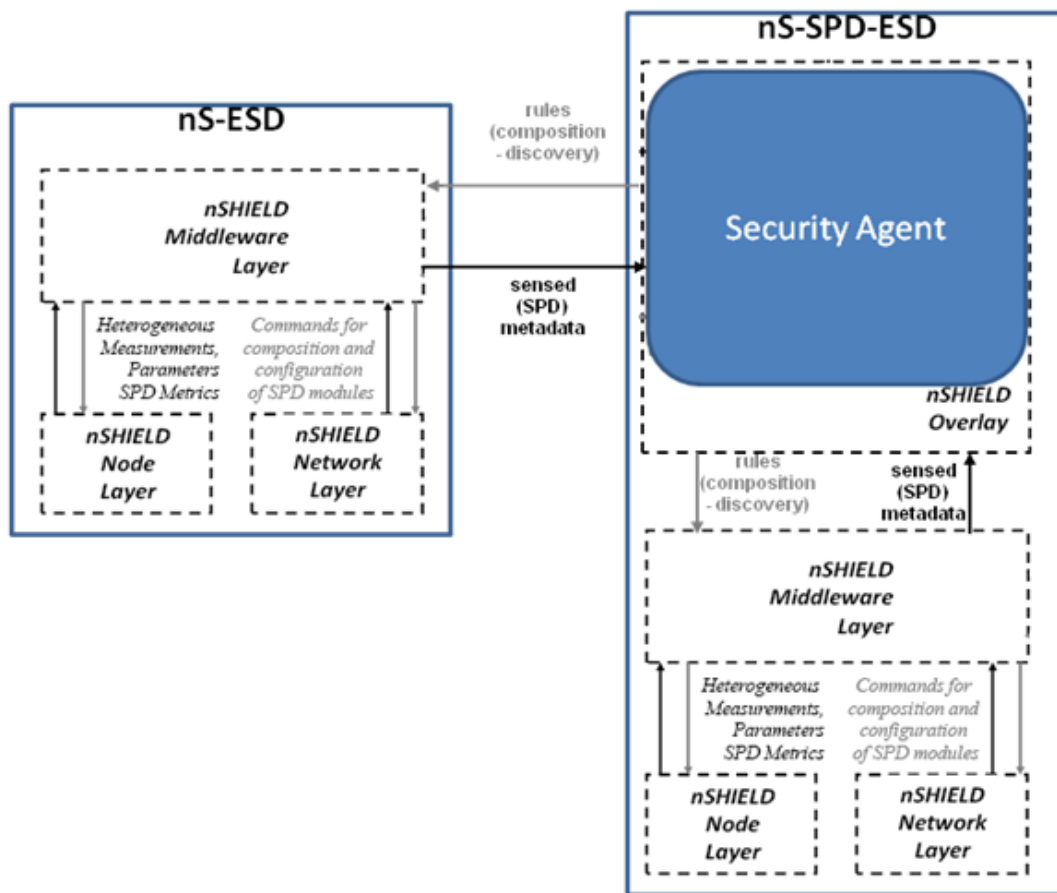 nS-ESD
nSHIELD
Middleware
Layer
Heterogeneous
Measurements,
Parameters
SPD Metrics
Commands for
composition and
configuration
of SPD modules
nSHIELD
Node
Layer
nSHIELD
Network
Layer
rules
(composition
- discovery)
sensed
(SPD)
metadata
nS-SPD-ESD
Security Agent
nSHIELD
Overlay
rules
(composition
- discovery)
sensed
(SPD)
metadata
nSHIELD
Middleware
Layer
Heterogeneous
Measurements,
Parameters
SPD Metrics
Commands for
composition and
configuration
of SPD modules
nSHIELD
Node
Layer
nSHIELD
Network
Layer